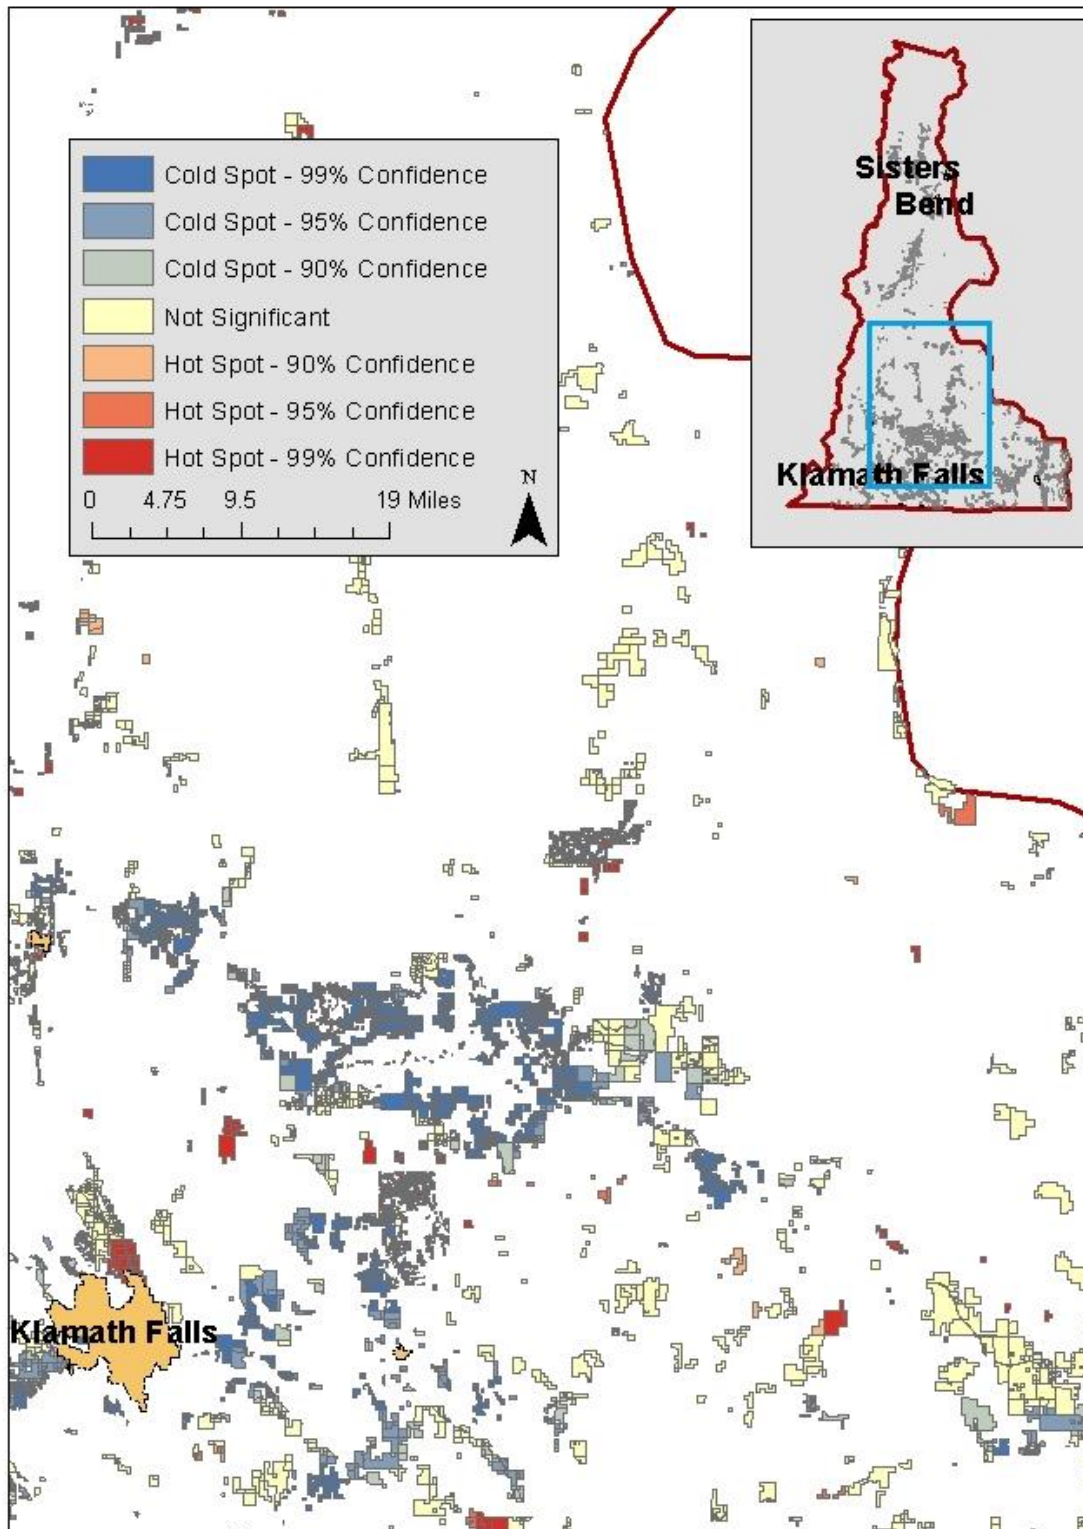 Sisters
Bend
Klamath Falls
Cold Spot - 99% Confidence
Cold Spot - 95% Confidence
Cold Spot - 90% Confidence
Not Significant
Hot Spot - 90% Confidence
Hot Spot - 95% Confidence
Hot Spot - 99% Confidence
N
0 4.75 9.5 19 Miles
Klamath Falls